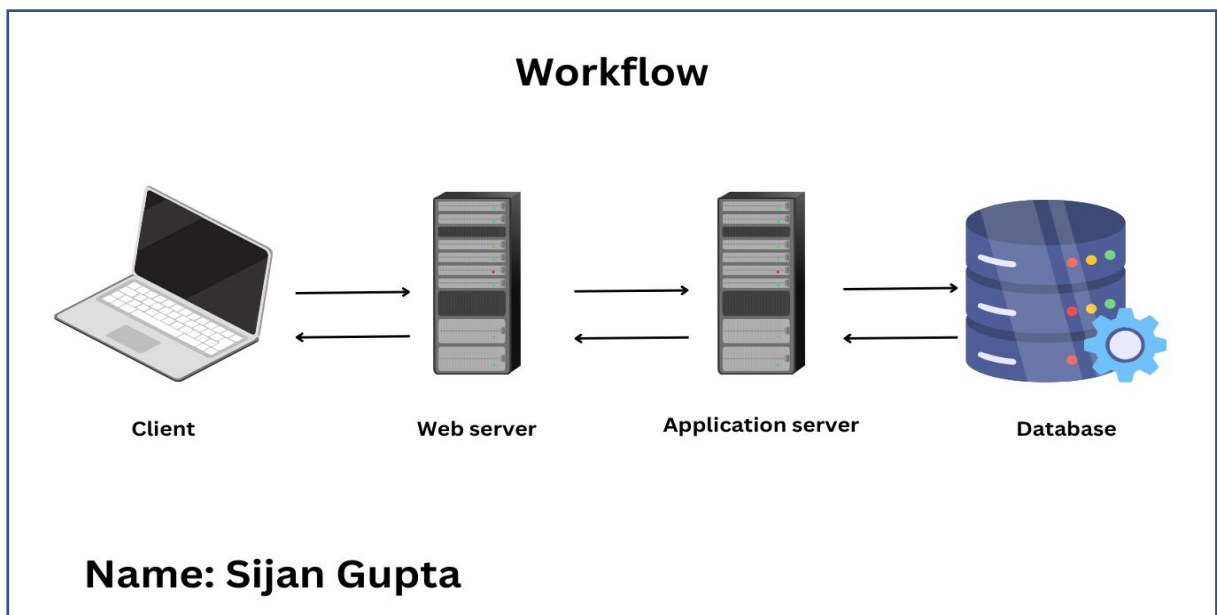 Workflow
Client
Web server
Application server
Database
Name: Sijan Gupta